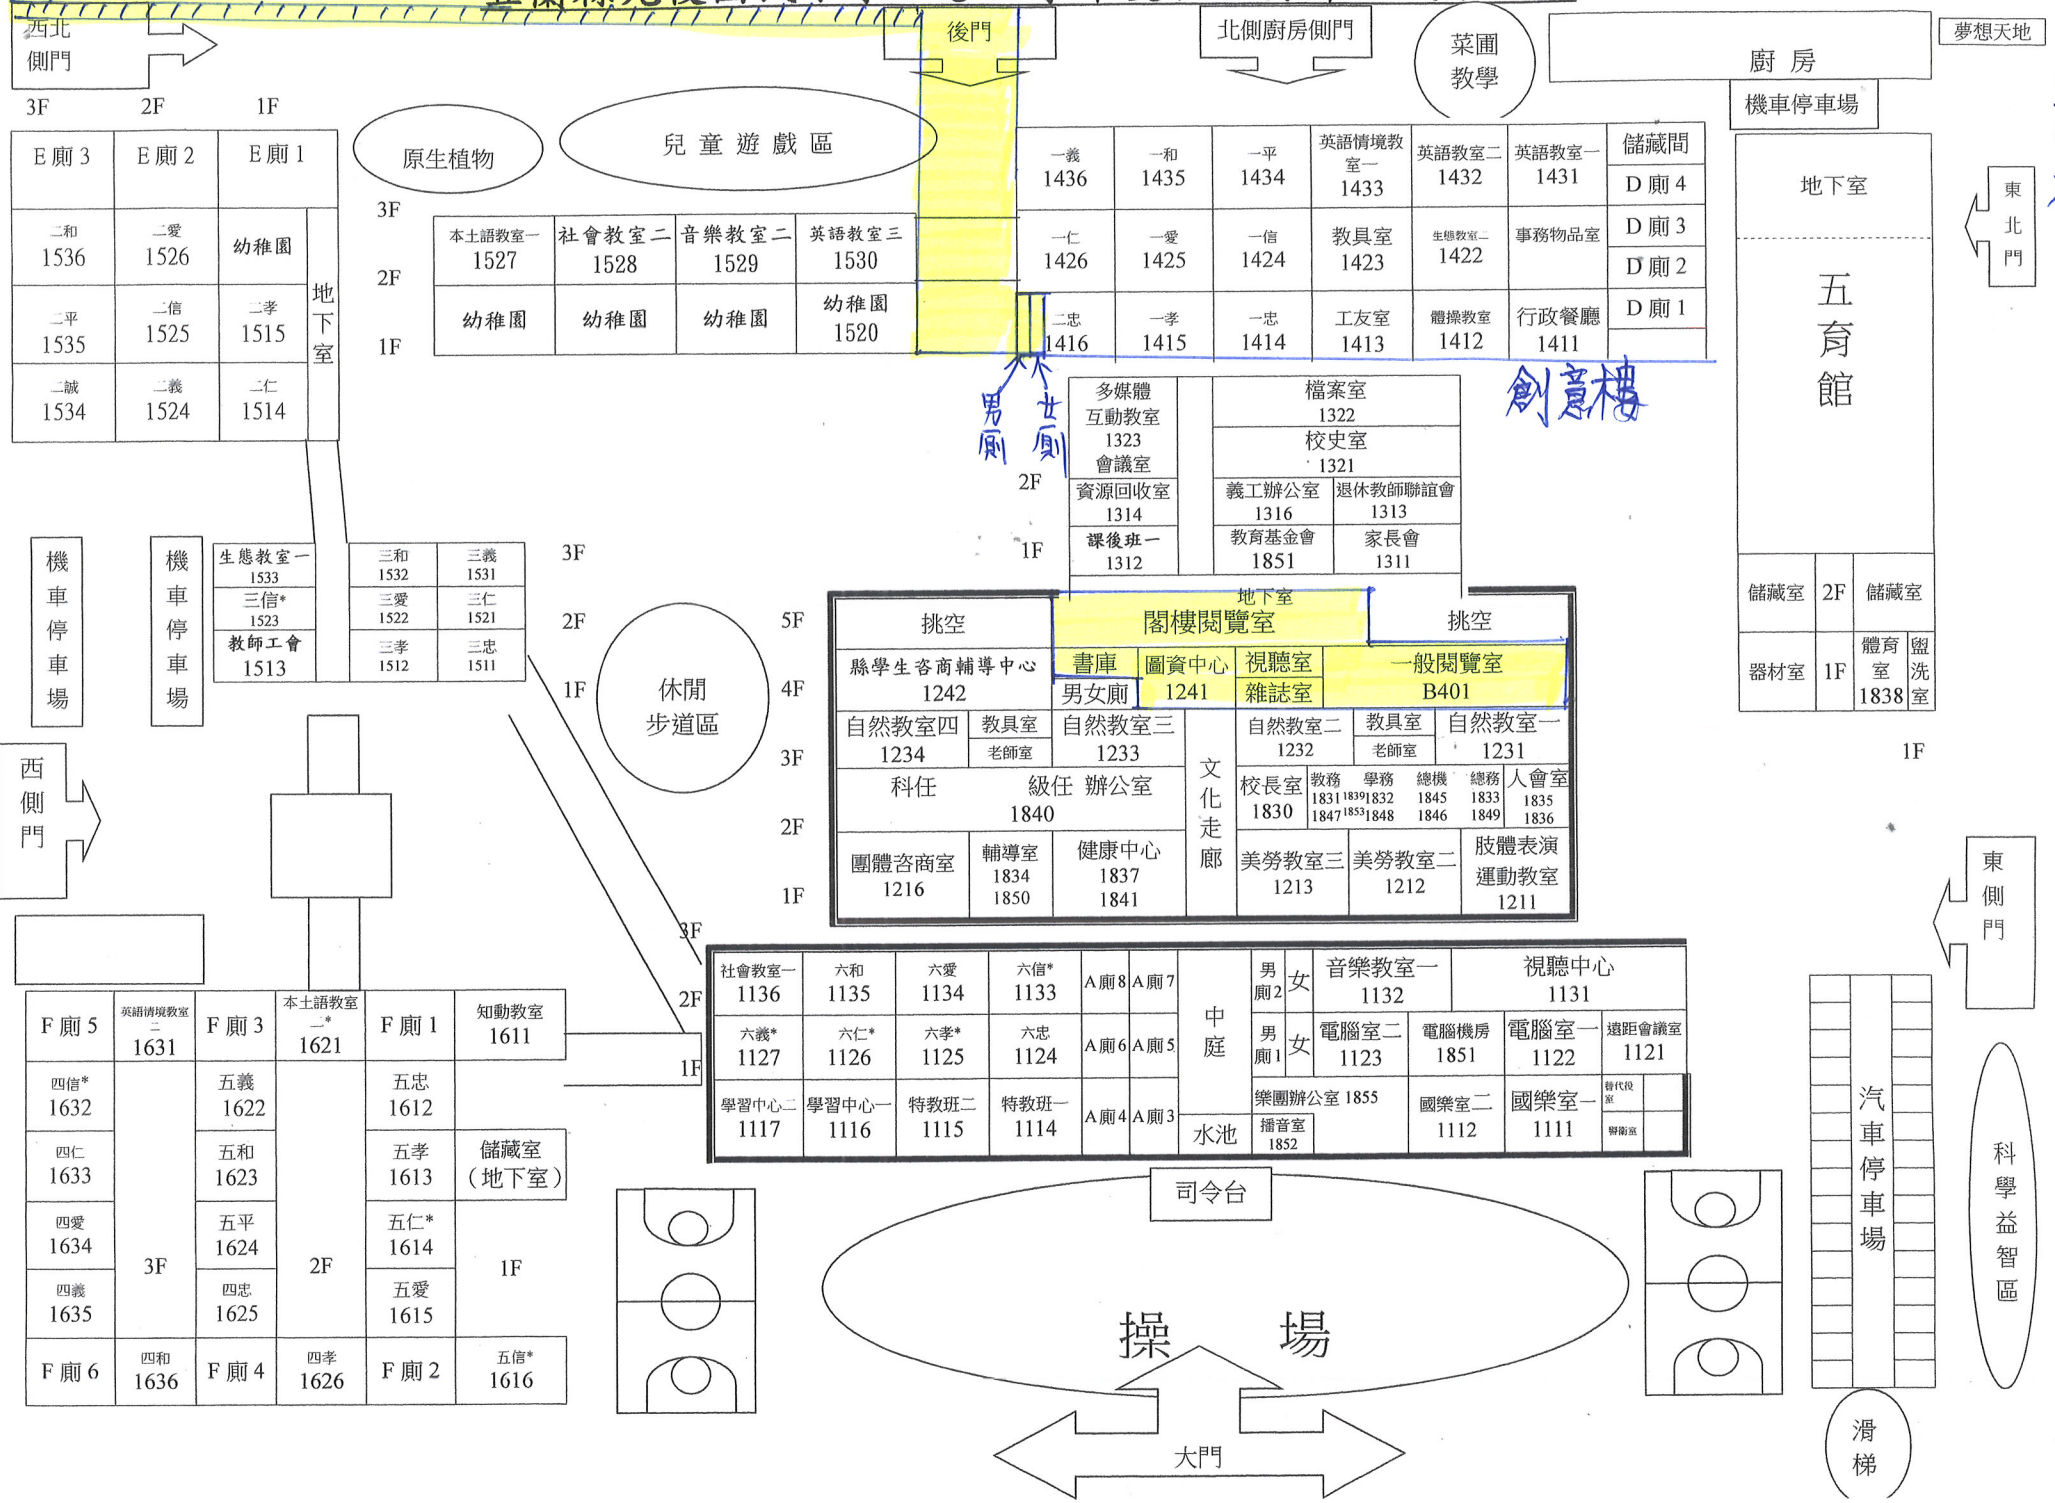 西北
側門
後門
北側廚房側門
菜圃
教學
廚 房
夢想天地
機車停車場
3F 2F 1F
E 廁 3 E 廁 2 E 廁 1
二和
1536
二愛
1526
幼稚園
二平
1535
二信
1525
二孝
1515
二誠
1534
二義
1524
二仁
1514
地下室
原生植物
兒童遊戲區
3F
2F
1F
本土語教室一
1527
社會教室二
1528
音樂教室二
1529
英語教室三
1530
幼稚園
幼稚園
幼稚園
幼稚園
1520
一義
1436
一和
1435
一平
1434
英語情境教
室一
1433
英語教室二
1432
英語教室一
1431
儲藏間
D 廁 4
一仁
1426
一愛
1425
一信
1424
教具室
1423
生態教室二
1422
事務物品室
D 廁 3
D 廁 2
二忠
1416
一孝
1415
一忠
1414
工友室
1413
體操教室
1412
行政餐廳
1411
D 廁 1
男廁
女廁
創意樓
地下室
五育館
東北門
儲藏室 2F 儲藏室
器材室 1F
體育
室
1838
盥洗室
1F
多媒體
互動教室
1323
會議室
檔案室
1322
校史室
1321
2F
資源回收室
1314
義工辦公室
1316
退休教師聯誼會
1313
1F
課後班一
1312
教育基金會
1851
家長會
1311
地下室
機車停車場
機車停車場
生態教室一
1533
三和
1532
三義
1531
三信*
1523
三愛
1522
三仁
1521
教師工會
1513
三孝
1512
三忠
1511
3F
2F
1F
休閒
步道區
5F
4F
3F
2F
1F
挑空
閣樓閱覽室
挑空
縣學生咨商輔導中心
1242
書庫
男女廁
圖資中心
1241
視聽室
雜誌室
一般閱覽室
B401
自然教室四
1234
教具室
老師室
自然教室三
1233
文化走廊
自然教室二
1232
教具室
老師室
自然教室一
1231
科任 級任 辦公室
1840
校長室
1830
教務 學務 總機 總務
1831 1839 1832 1845 1833
1847 1853 1848 1846 1849
人會室
1835
1836
團體咨商室
1216
輔導室
1834
1850
健康中心
1837
1841
美勞教室三
1213
美勞教室二
1212
肢體表演
運動教室
1211
西側門
東側門
3F
2F
1F
社會教室一
1136
六和
1135
六愛
1134
六信*
1133
A廁8 A廁7
中庭
男
廁2
女
音樂教室一
1132
視聽中心
1131
六義*
1127
六仁*
1126
六孝*
1125
六忠
1124
A廁6 A廁5
男
廁1
女
電腦室二
1123
電腦機房
1851
電腦室一
1122
遠距會議室
1121
學習中心二
1117
學習中心一
1116
特教班二
1115
特教班一
1114
A廁4 A廁3
水池
樂團辦公室 1855
播音室
1852
國樂室二
1112
國樂室一
1111
替代役
室
警衛室
F 廁 5
英語情境教室
二
1631
F 廁 3
本土語教室
二*
1621
F 廁 1
知動教室
1611
四信*
1632
五義
1622
五忠
1612
四仁
1633
五和
1623
五孝
1613
儲藏室
（地下室）
四愛
1634
五平
1624
五仁*
1614
3F 2F 1F
四義
1635
四忠
1625
五愛
1615
F 廁 6
四和
1636
F 廁 4
四孝
1626
F 廁 2
五信*
1616
司令台
操 場
大門
汽車停車場
科學益智區
滑梯